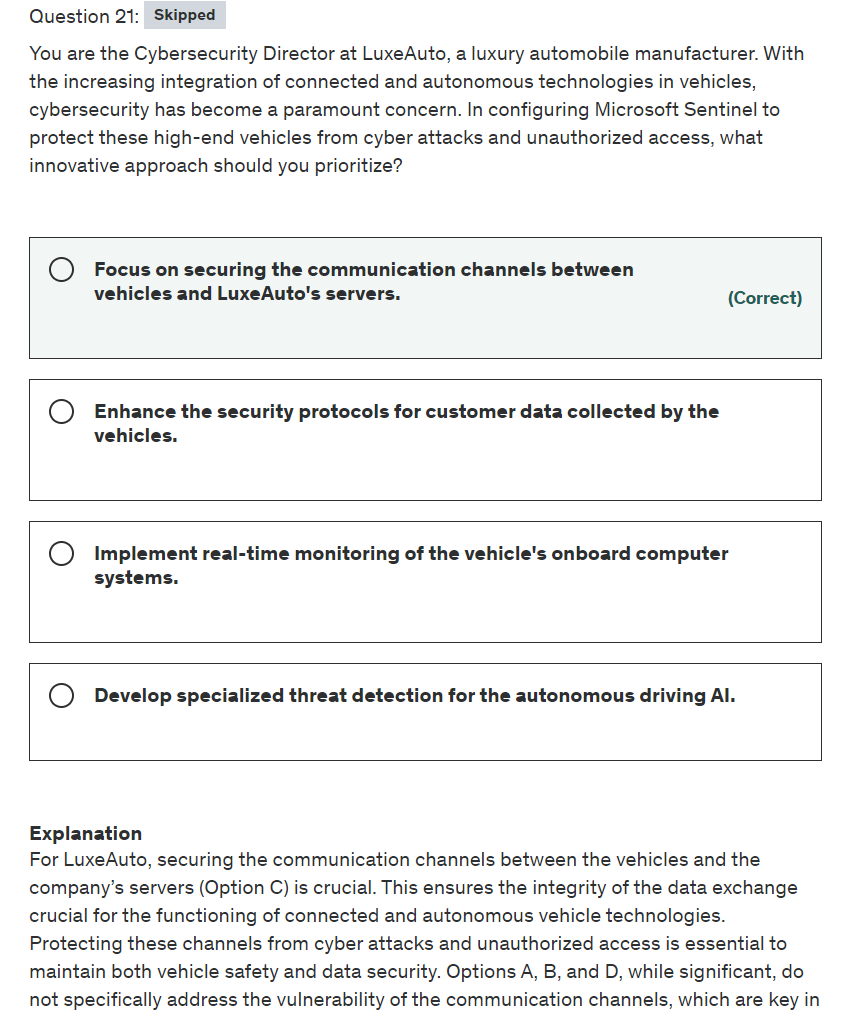 Question 21: Skipped
You are the Cybersecurity Director at LuxeAuto, a luxury automobile manufacturer. With
the increasing integration of connected and autonomous technologies in vehicles,
cybersecurity has become a paramount concern. In configuring Microsoft Sentinel to
protect these high-end vehicles from cyber attacks and unauthorized access, what
innovative approach should you prioritize?
Focus on securing the communication channels between
vehicles and LuxeAuto's servers.
(Correct)
Enhance the security protocols for customer data collected by the
vehicles.
Implement real-time monitoring of the vehicle's onboard computer
systems.
Develop specialized threat detection for the autonomous driving AI.
Explanation
For LuxeAuto, securing the communication channels between the vehicles and the
company’s servers (Option C) is crucial. This ensures the integrity of the data exchange
crucial for the functioning of connected and autonomous vehicle technologies.
Protecting these channels from cyber attacks and unauthorized access is essential to
maintain both vehicle safety and data security. Options A, B, and D, while significant, do
not specifically address the vulnerability of the communication channels, which are key in